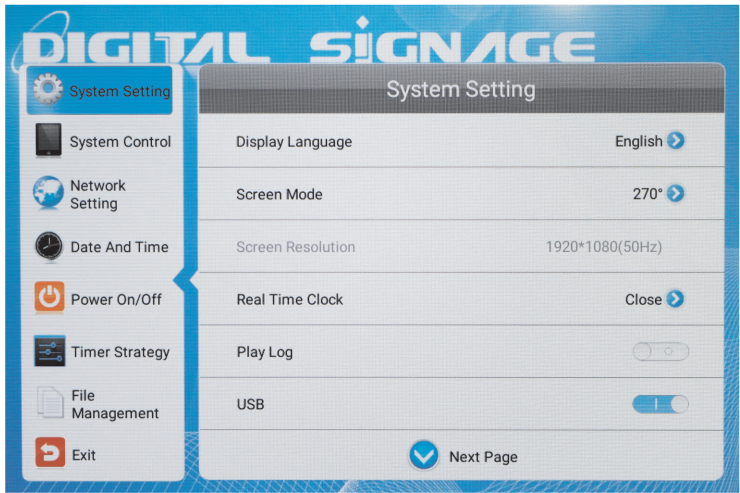 DIGITAL SIGNAGE
System Setting
System Control
Network
Setting
Date And Time
Power On/Off
Timer Strategy
File
Management
Exit
System Setting
Display Language English
Screen Mode 270°
Screen Resolution 1920*1080(50Hz)
Real Time Clock Close
Play Log
USB
Next Page